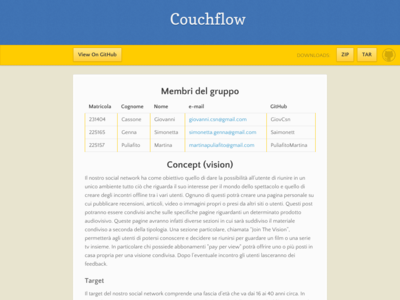 Couchflow
View On GitHub
DOWNLOADS:
ZIP
TAR
Membri del gruppo
Matricola Cognome Nome e-mail GitHub
231404 Cassone Giovanni giovanni.csn@gmail.com GiovCsn
225165 Genna Simonetta simonetta.genna@gmail.com Saimonett
225157 Pulafito Martina martinapuliafito@gmail.com PuliafitoMartina
Concept (vision)
Il nostro social network ha come obiettivo quello di dare la possibilità all'utente di riunire in un
unico ambiente tutto ciò che riguarda il suo interesse per il mondo dello spettacolo e quello di
creare degli incontri offline tra i vari utenti. Ognuno di questi potrà creare una pagina personale su
cui pubblicare recensioni, articoli, video o immagini propri e presi da altri siti o utenti. Questi post
potranno essere condivisi anche sulle specifiche pagine riguardanti un determinato prodotto
audiovisivo. Queste pagine avranno infatti diverse sezioni in cui sarà suddiviso il materiale
condiviso a seconda della tipologia. Una sezione particolare, chiamata "Join The Vision",
permetterà agli utenti di potersi conoscere e decidere se riunirsi per guardare un film o una serie
tv insieme. In particolare chi possiede abbonamenti "pay per view" potrà offrire uno o più posti in
casa propria per una visione condivisa. Dopo l'eventuale incontro gli utenti lasceranno dei
feedback.
Target
Il target del nostro social network comprende una fascia d'età che va dai 16 ai 40 anni circa. In